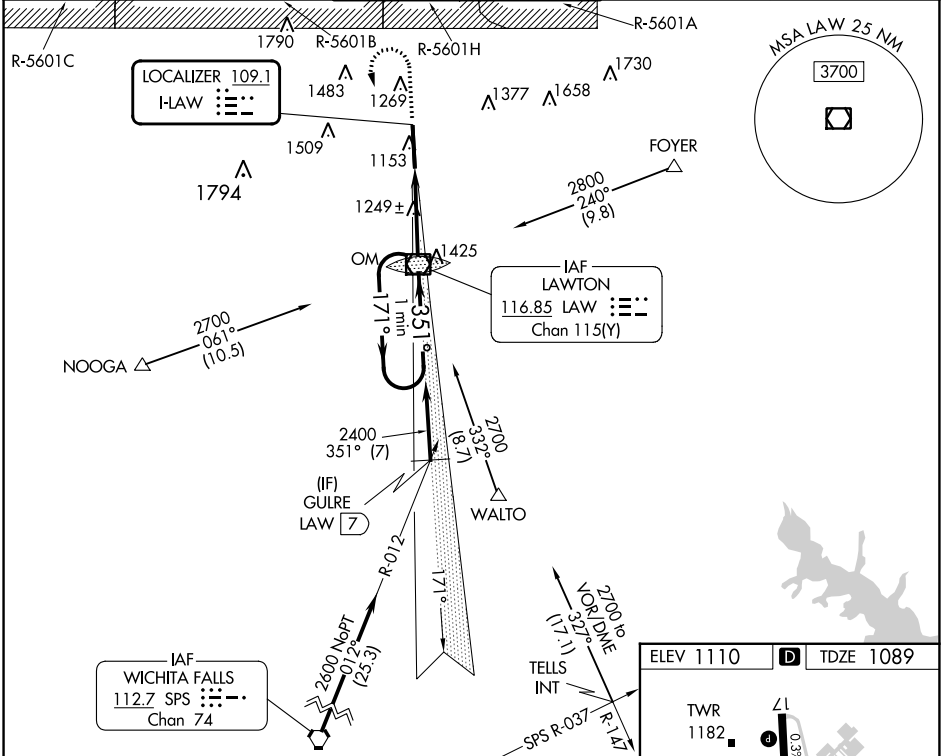 R-5601C
1790
R-5601B
R-5601H
R-5601A
LOCALIZER 109.1
I-LAW
1483
1269
1377
1658
1730
MSA LAW 25 NM
3700
1509
1153
1794
FOYER
2800
240°
(9.8)
1249±
OM
1425
IAF
LAWTON
116.85 LAW
Chan 115(Y)
171°
1 min
351°
2700
061°
(10.5)
NOOGA
2400
351° (7)
2700
332°
(8.7)
WALTO
(IF)
GULRE
LAW 7
R-012
171°
2600 NoPT
012°
(25.3)
IAF
WICHITA FALLS
112.7 SPS
Chan 74
2700 to
VOR/DME
327°
(17.1)
TELLS
INT
SPS R-037
R-147
ELEV 1110 D TDZE 1089
TWR
1182
P
17
0.3%